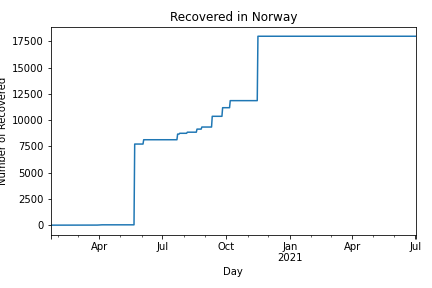 Recovered in Norway
17500
15000
12500
10000
7500
5000
2500
0
Number of Recovered
Apr
Jul
Oct
Jan
2021
Apr
Jul
Day